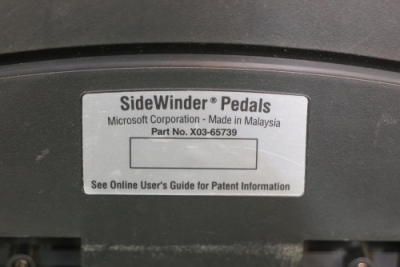 SideWinder® Pedals
Microsoft Corporation - Made in Malaysia
Part No. X03-65739
See Online User's Guide for Patent Information